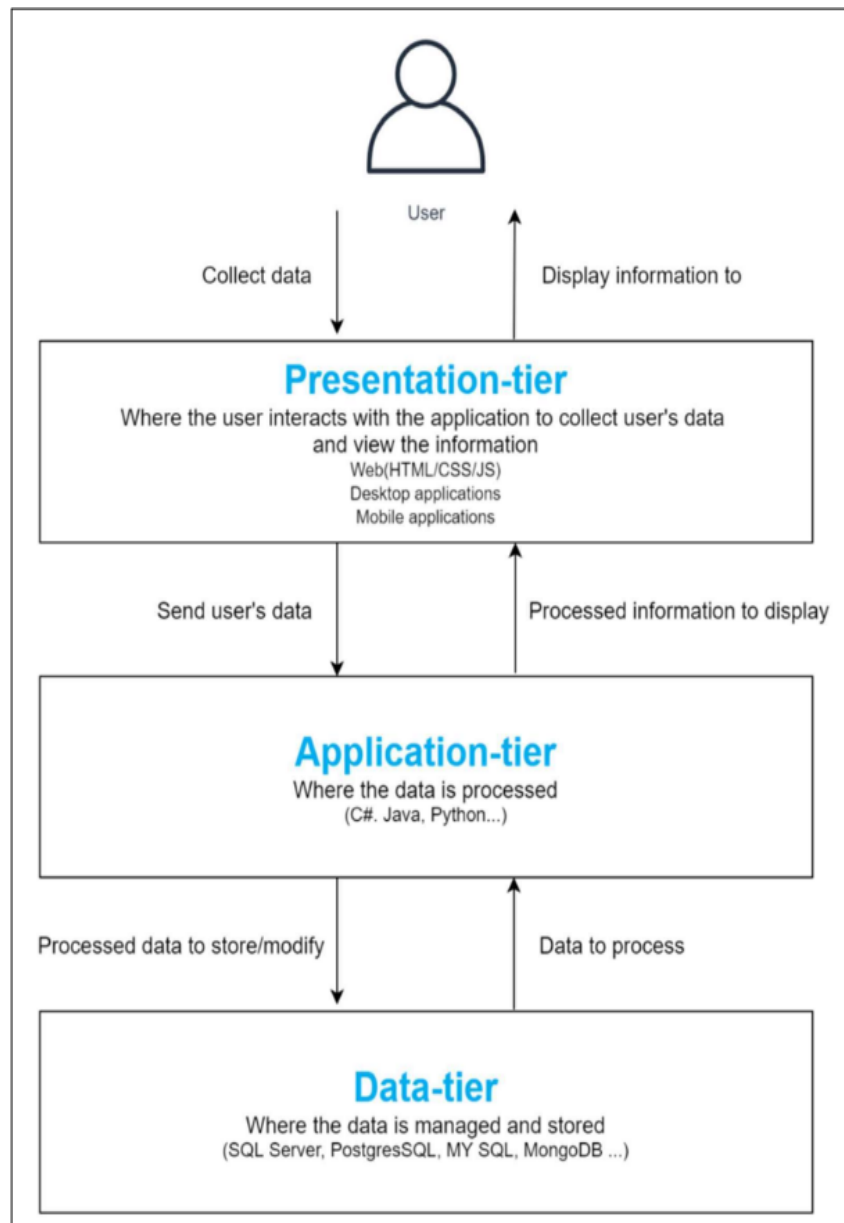 User
Collect data
Display information to
Presentation-tier
Where the user interacts with the application to collect user's data
and view the information
Web(HTML/CSS/JS)
Desktop applications
Mobile applications
Send user's data
Processed information to display
Application-tier
Where the data is processed
(C#. Java, Python...)
Processed data to store/modify
Data to process
Data-tier
Where the data is managed and stored
(SQL Server, PostgresSQL, MY SQL, MongoDB ...)